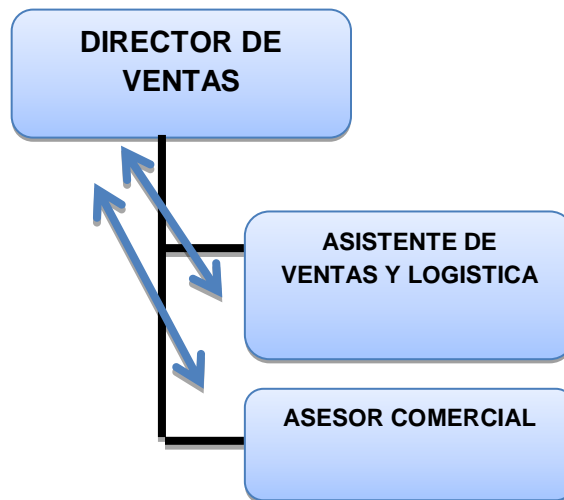 DIRECTOR DE
VENTAS
ASISTENTE DE
VENTAS Y LOGISTICA
ASESOR COMERCIAL